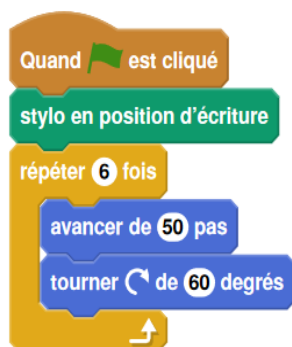 Quand est cliqué
stylo en position d'écriture
répéter 6 fois
avancer de 50 pas
tourner de 60 degrés